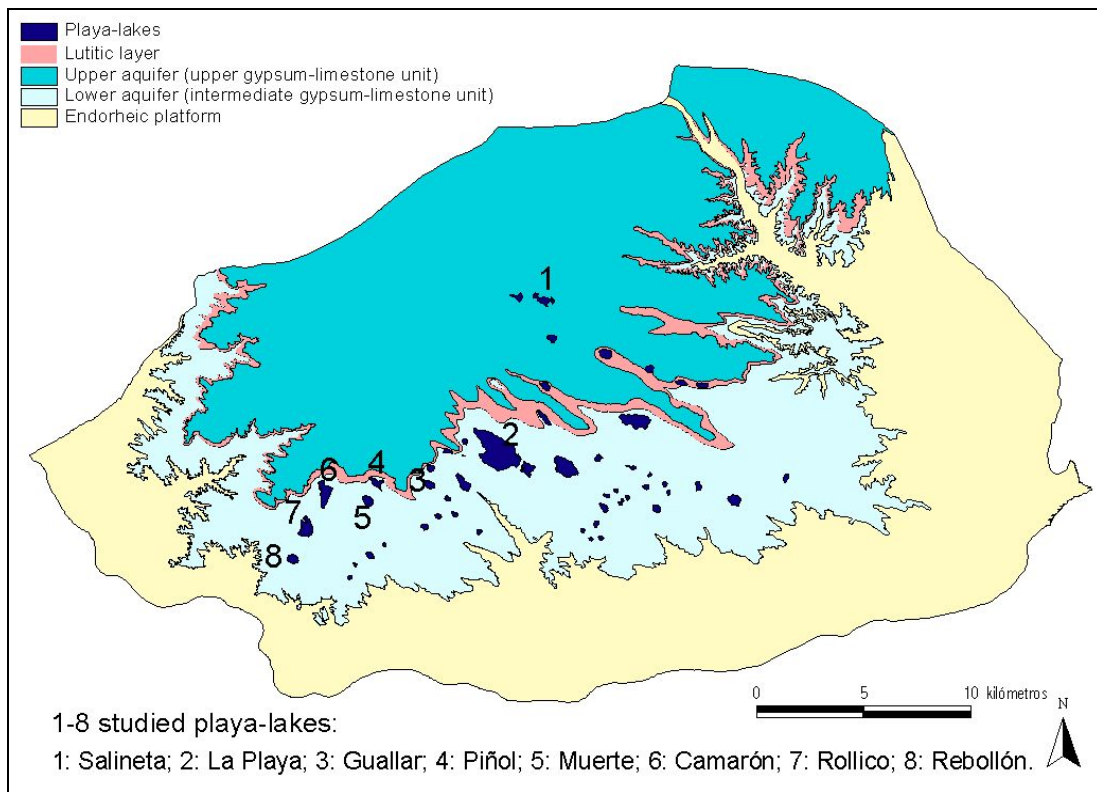 Playa-lakes
Lutitic layer
Upper aquifer (upper gypsum-limestone unit)
Lower aquifer (intermediate gypsum-limestone unit)
Endorheic platform
1
2
6
4
3
7
5
8
0 5 10 kilómetros
N
1-8 studied playa-lakes:
1: Salineta; 2: La Playa; 3: Guallar; 4: Piñol; 5: Muerte; 6: Camarón; 7: Rollico; 8: Rebollón.